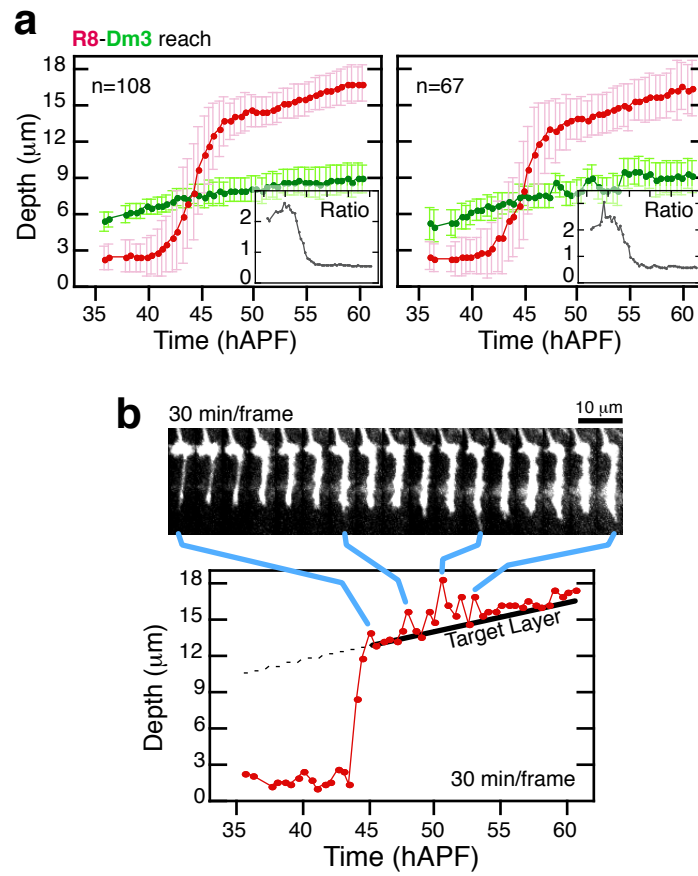 a
R8-Dm3 reach
Depth (µm)
18
15
12
9
6
3
0
n=108
Ratio
2
1
0
35 40 45 50 55 60
Time (hAPF)
n=67
Ratio
2
1
0
35 40 45 50 55 60
Time (hAPF)
b
30 min/frame
10 µm
Depth (µm)
18
15
12
9
6
3
0
Target Layer
30 min/frame
35 40 45 50 55 60
Time (hAPF)